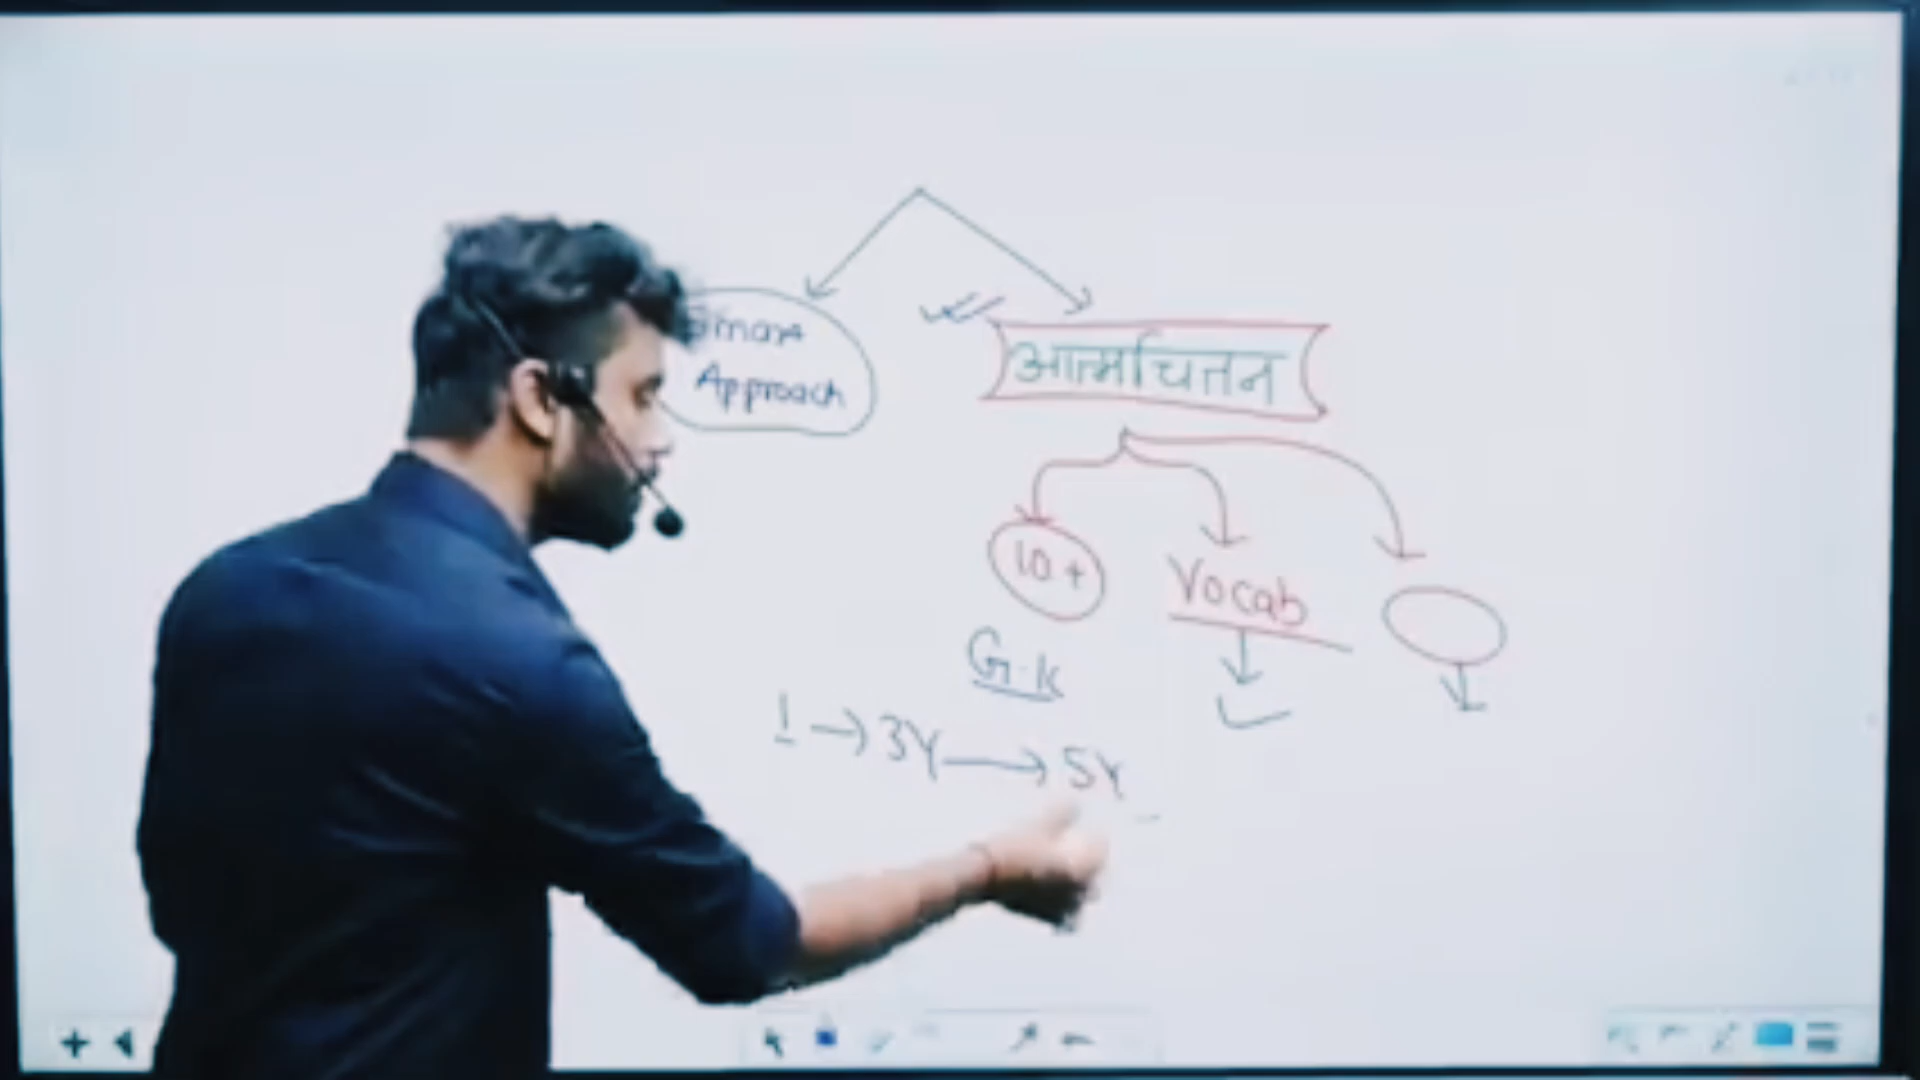 Smart
Approach
आत्मचितन
10+
Vocab
G.K
1 → 3Y → 5Y